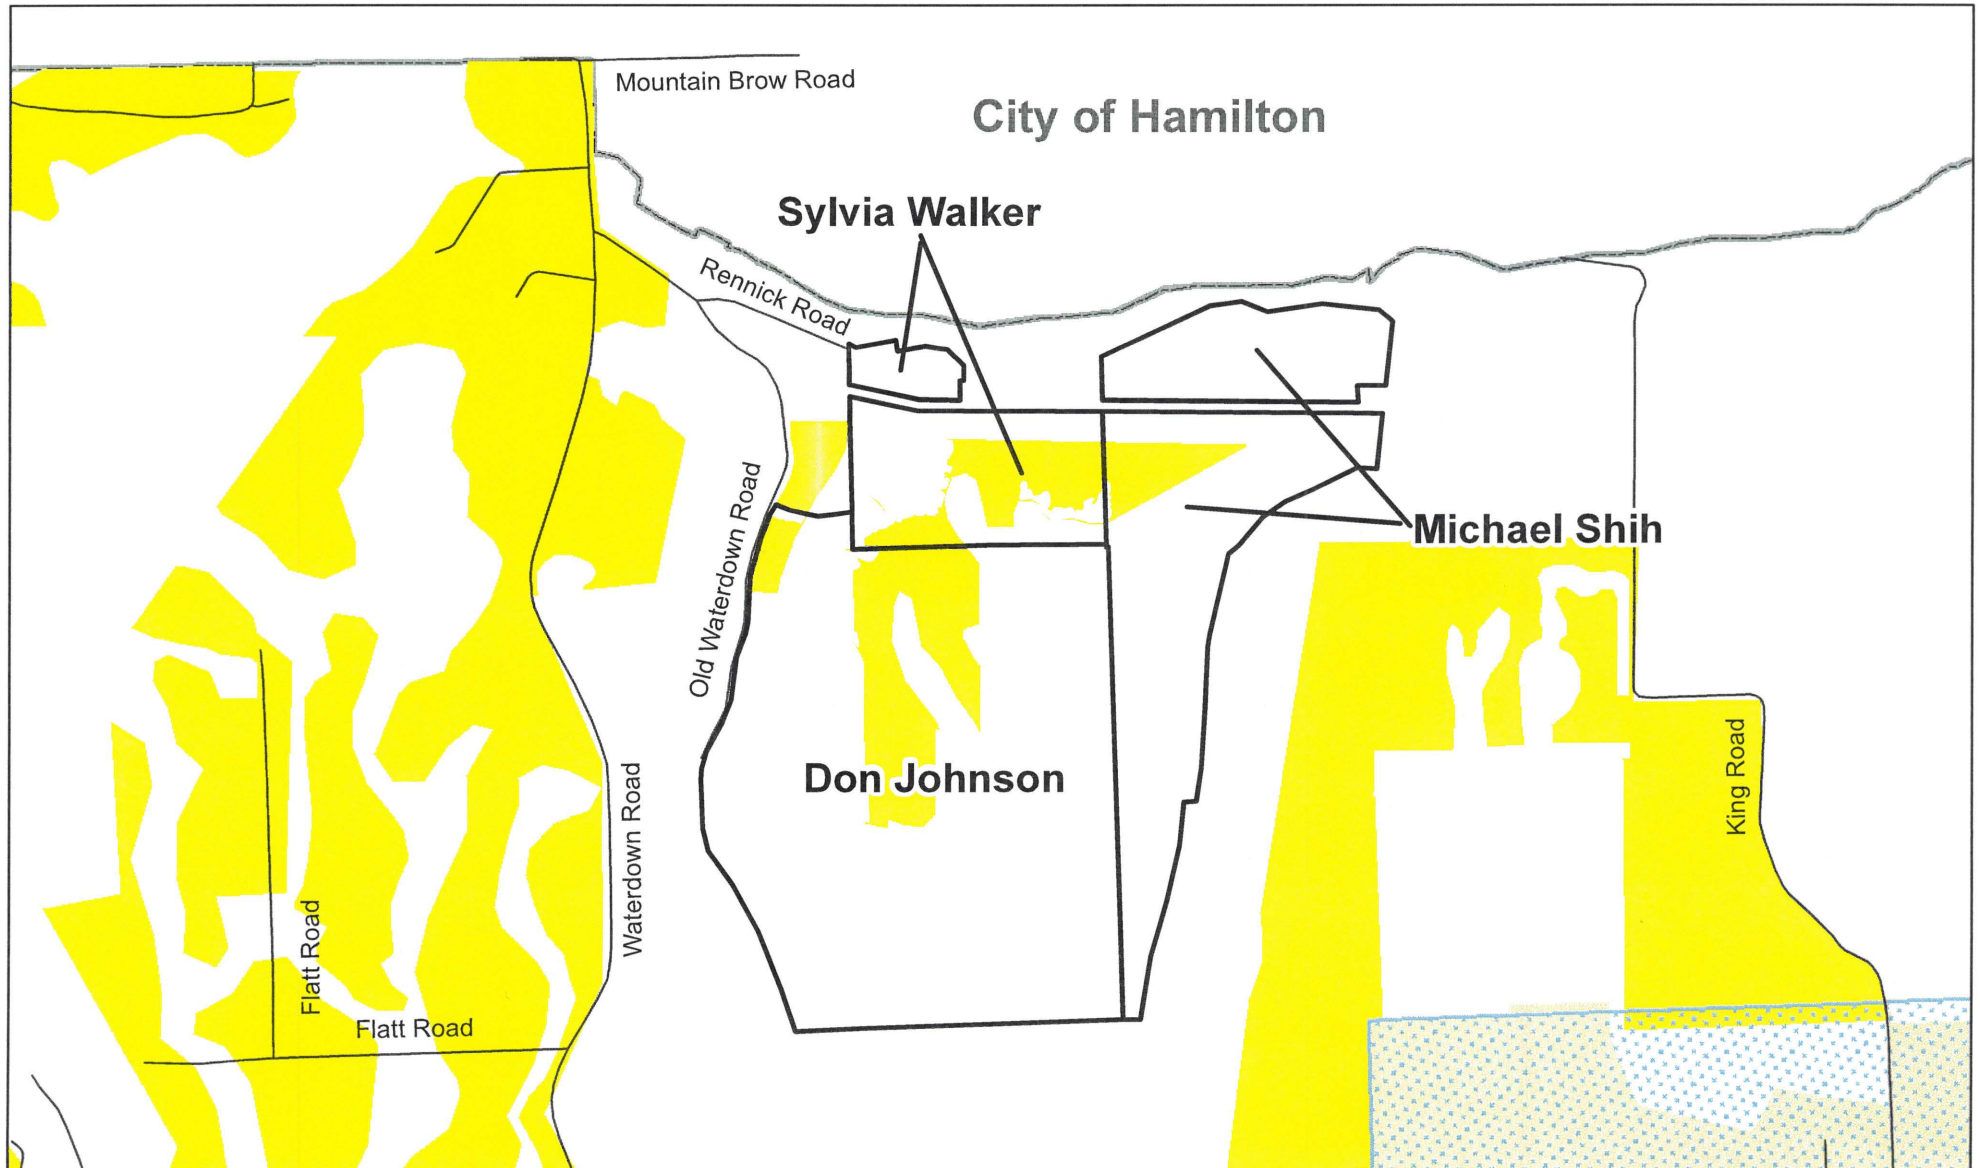 Mountain Brow Road
City of Hamilton
Sylvia Walker
Rennick Road
Michael Shih
Old Waterdown Road
Don Johnson
King Road
Waterdown Road
Flatt Road
Flatt Road